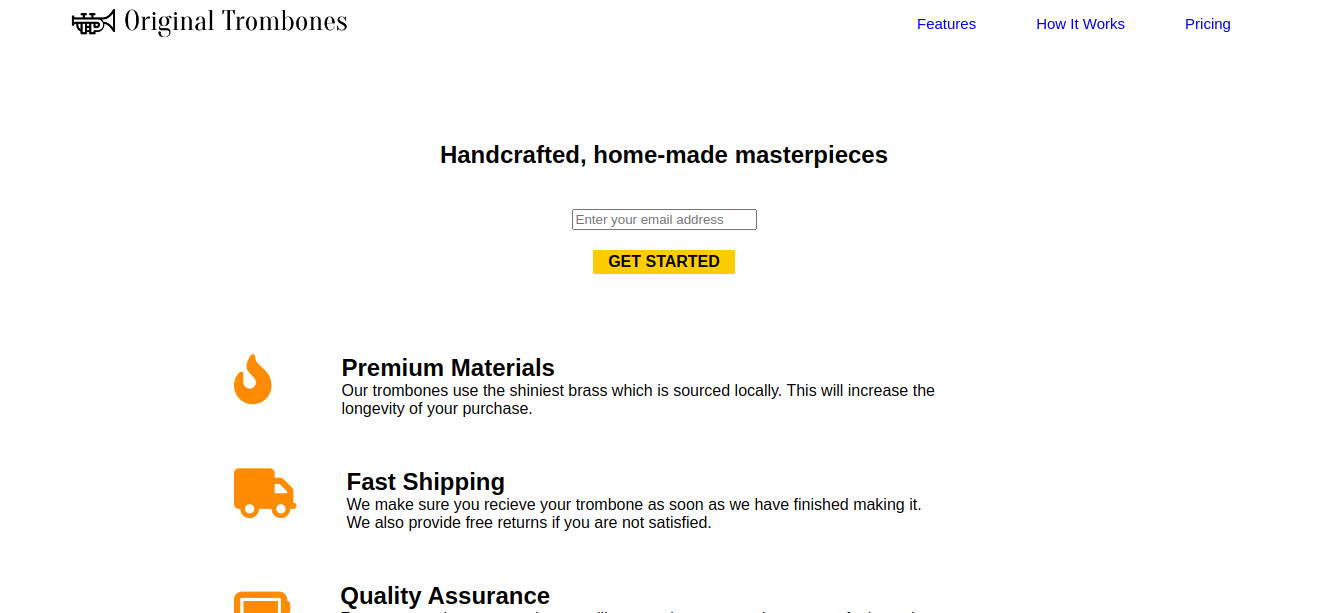 Original Trombones
Features
How It Works
Pricing
Handcrafted, home-made masterpieces
Enter your email address
GET STARTED
Premium Materials
Our trombones use the shiniest brass which is sourced locally. This will increase the
longevity of your purchase.
Fast Shipping
We make sure you recieve your trombone as soon as we have finished making it.
We also provide free returns if you are not satisfied.
Quality Assurance